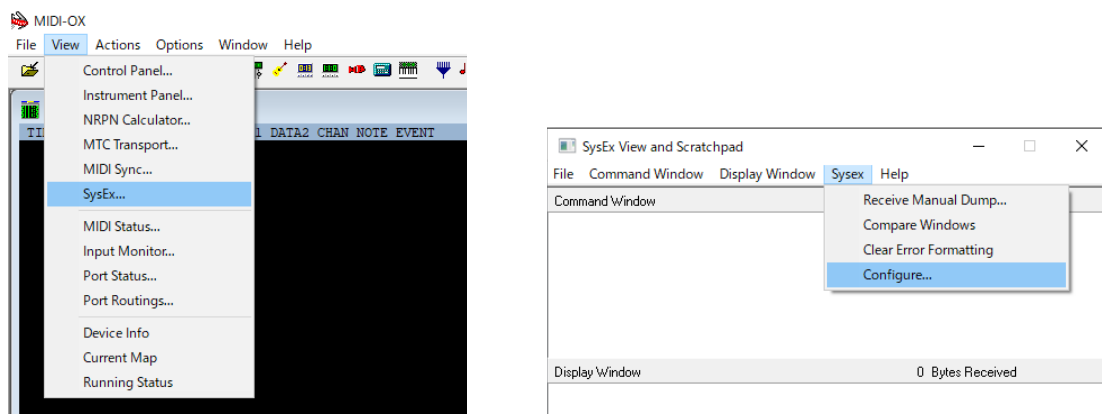 MIDI-OX
File View Actions Options Window Help
Control Panel...
Instrument Panel...
NRPN Calculator...
MTC Transport...
MIDI Sync...
SysEx...
MIDI Status...
Input Monitor...
Port Status...
Port Routings...
Device Info
Current Map
Running Status
TI 1 DATA2 CHAN NOTE EVENT
SysEx View and Scratchpad
File Command Window Display Window Sysex Help
Command Window
Receive Manual Dump...
Compare Windows
Clear Error Formatting
Configure...
Display Window 0 Bytes Received